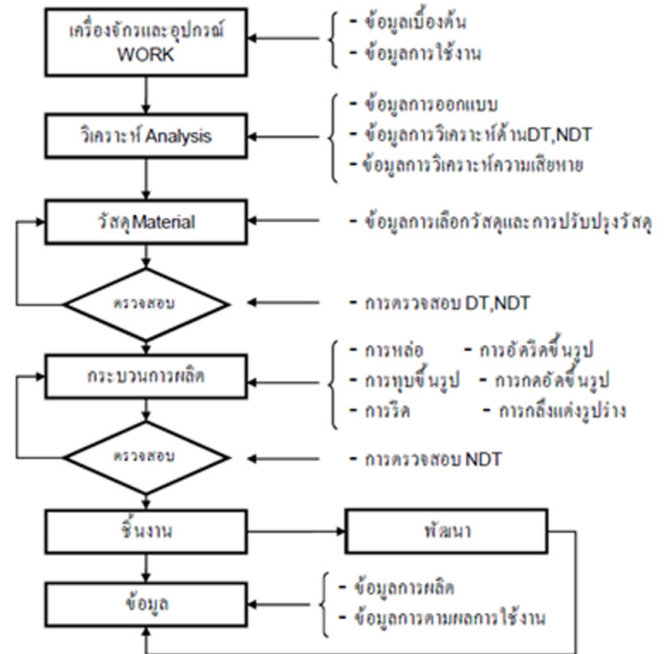 เครื่องจักรและอุปกรณ์
WORK
- ข้อมูลเบื้องต้น
- ข้อมูลการใช้งาน
วิเคราะห์ Analysis
- ข้อมูลการออกแบบ
- ข้อมูลการวิเคราะห์ด้านDT,NDT
- ข้อมูลการวิเคราะห์ความเสียหาย
วัสดุMaterial
- ข้อมูลการเลือกวัสดุและการปรับปรุงวัสดุ
ตรวจสอบ
- การตรวจสอบ DT,NDT
กระบวนการผลิต
- การหล่อ - การอัดรีดขึ้นรูป
- การทุบขึ้นรูป - การกดอัดขึ้นรูป
- การรีด - การกลึงแต่งรูปร่าง
ตรวจสอบ
- การตรวจสอบ NDT
ชิ้นงาน
พัฒนา
ข้อมูล
- ข้อมูลการผลิต
- ข้อมูลการตามผลการใช้งาน